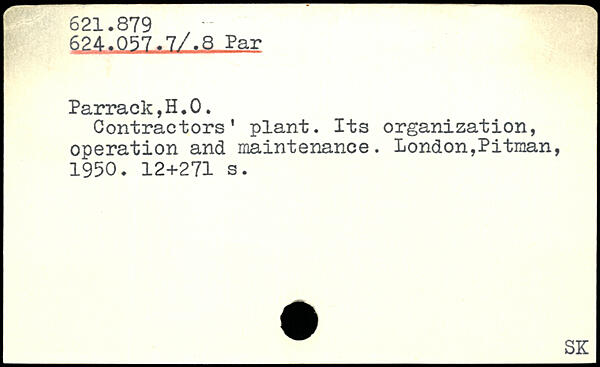 621.879
624.057.7/.8 Par
Parrack,H.O.
Contractors' plant. Its organization,
operation and maintenance. London,Pitman,
1950. 12+271 s.
SK